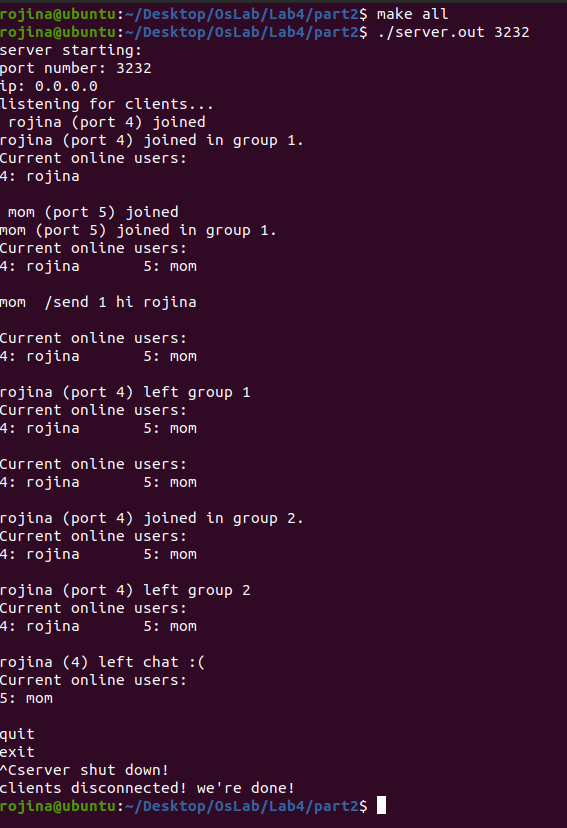 rojina@ubuntu:~/Desktop/OsLab/Lab4/part2$ make all
rojina@ubuntu:~/Desktop/OsLab/Lab4/part2$ ./server.out 3232
server starting:
port number: 3232
ip: 0.0.0.0
listening for clients...
 rojina (port 4) joined
rojina (port 4) joined in group 1.
Current online users:
4: rojina
 mom (port 5) joined
mom (port 5) joined in group 1.
Current online users:
4: rojina       5: mom
mom  /send 1 hi rojina
Current online users:
4: rojina       5: mom
rojina (port 4) left group 1
Current online users:
4: rojina       5: mom
Current online users:
4: rojina       5: mom
rojina (port 4) joined in group 2.
Current online users:
4: rojina       5: mom
rojina (port 4) left group 2
Current online users:
4: rojina       5: mom
rojina (4) left chat :(
Current online users:
5: mom
quit
exit
^Cserver shut down!
clients disconnected! we're done!
rojina@ubuntu:~/Desktop/OsLab/Lab4/part2$